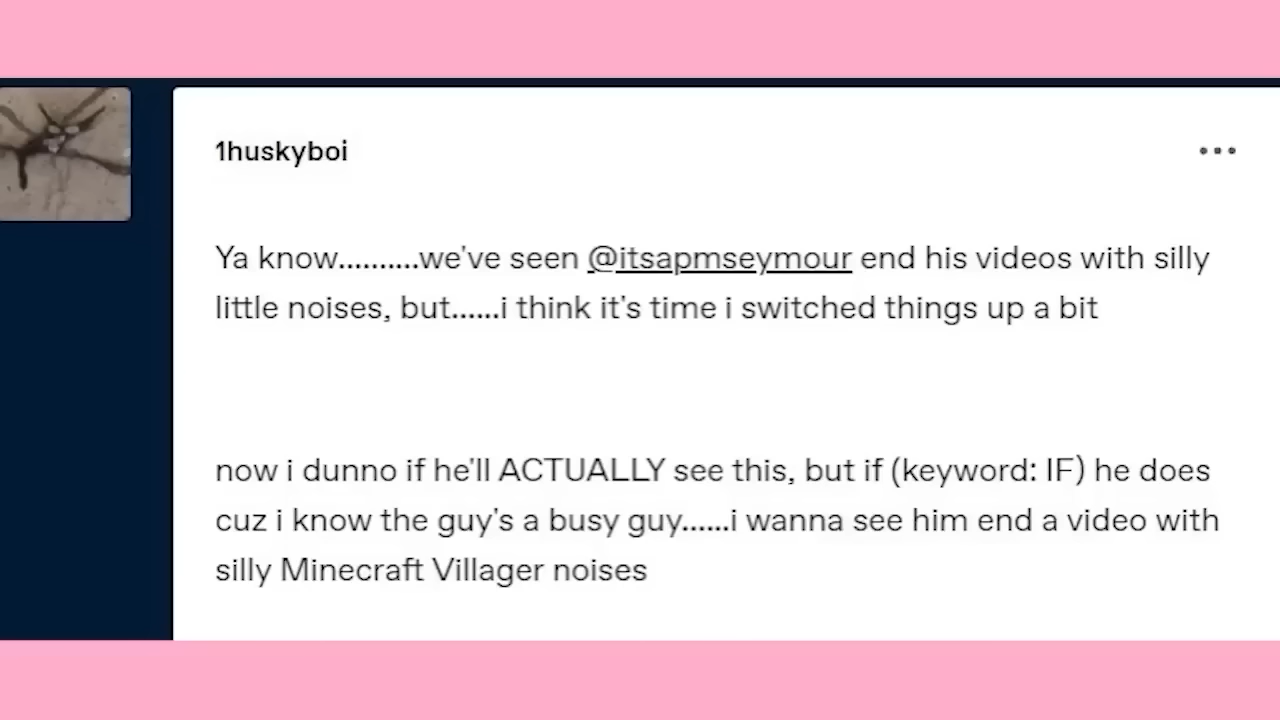 1huskyboi
Ya know..........we've seen @itsapmseymour end his videos with silly
little noises, but......i think it's time i switched things up a bit
now i dunno if he'll ACTUALLY see this, but if (keyword: IF) he does
cuz i know the guy's a busy guy......i wanna see him end a video with
silly Minecraft Villager noises